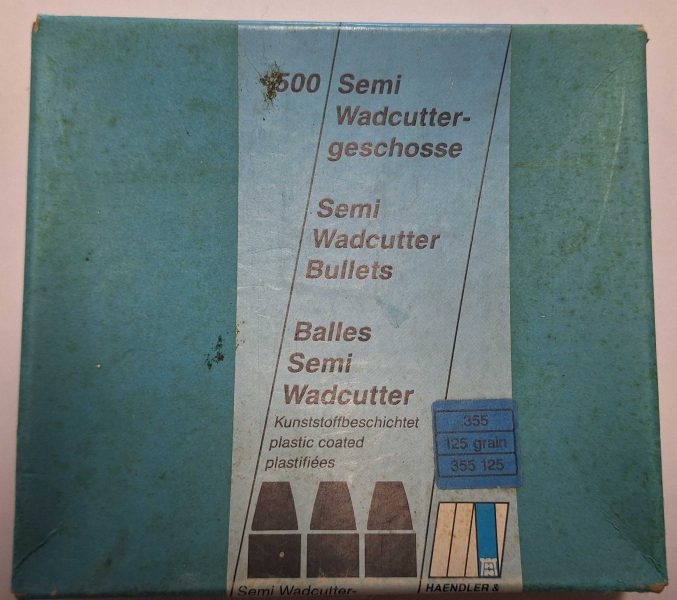 500 Semi
Wadcutter-
geschosse
Semi
Wadcutter
Bullets
Balles
Semi
Wadcutter
Kunststoffbeschichtet
plastic coated
plastifiées
355
125 grain
355 125
Semi Wadcutter-
HAENDLER &